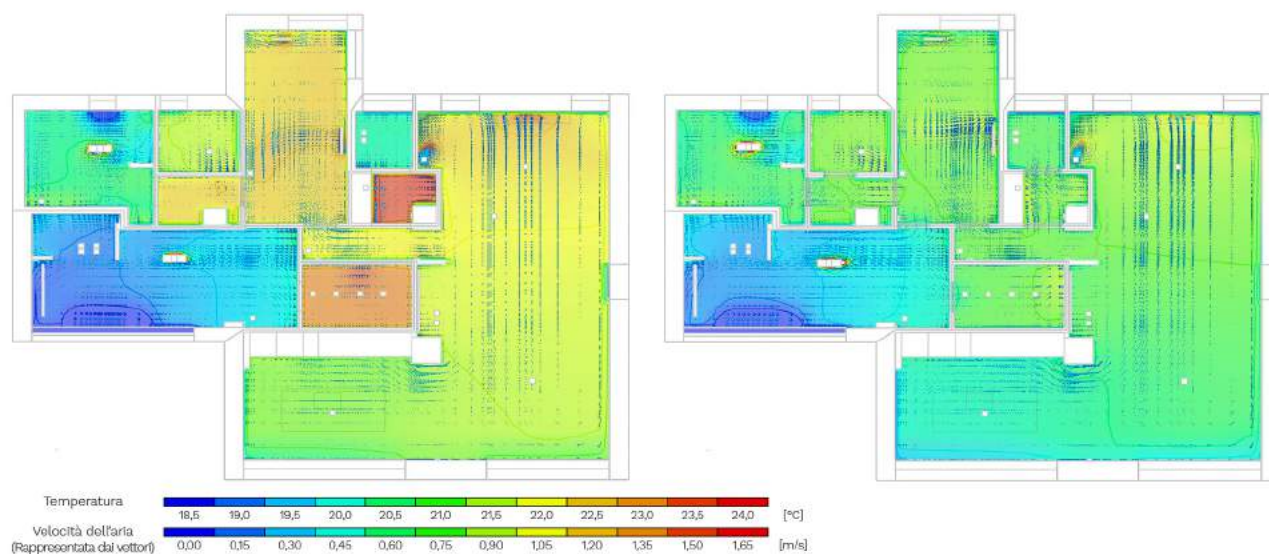 Temperatura
18,5 19,0 19,5 20,0 20,5 21,0 21,5 22,0 22,5 23,0 23,5 24,0 [°C]
Velocità dell'aria
(Rappresentata dai vettori)
0,00 0,15 0,30 0,45 0,60 0,75 0,90 1,05 1,20 1,35 1,50 1,65 [m/s]